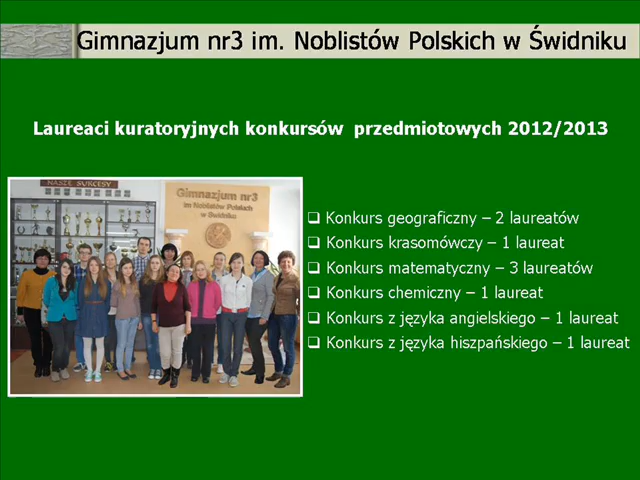 Gimnazjum nr3 im. Noblistów Polskich w Świdniku
Laureaci kuratoryjnych konkursów przedmiotowych 2012/2013
NASZE SUKCESY
Gimnazjum nr3
im Noblistów Polskich
w Świdniku
❑ Konkurs geograficzny – 2 laureatów
❑ Konkurs krasomówczy – 1 laureat
❑ Konkurs matematyczny – 3 laureatów
❑ Konkurs chemiczny – 1 laureat
❑ Konkurs z języka angielskiego – 1 laureat
❑ Konkurs z języka hiszpańskiego – 1 laureat